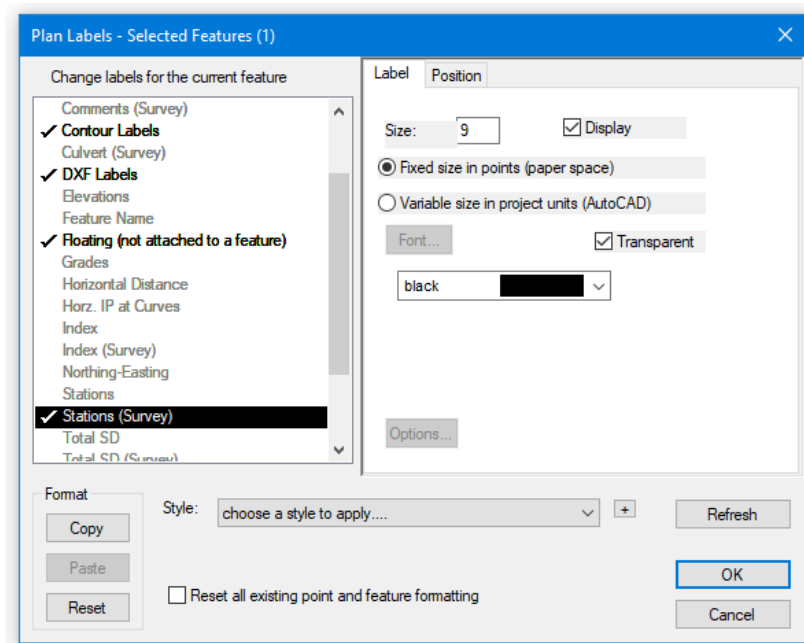 Plan Labels - Selected Features (1)
Change labels for the current feature
Comments (Survey)
Contour Labels
Culvert (Survey)
DXF Labels
Elevations
Feature Name
Floating (not attached to a feature)
Grades
Horizontal Distance
Horz. IP at Curves
Index
Index (Survey)
Northing-Easting
Stations
Stations (Survey)
Total SD
Total SD (Survey)
Label
Position
Size:
9
Display
Fixed size in points (paper space)
Variable size in project units (AutoCAD)
Font...
Transparent
black
Options...
Format
Copy
Paste
Reset
Style:
choose a style to apply....
+
Refresh
Reset all existing point and feature formatting
OK
Cancel